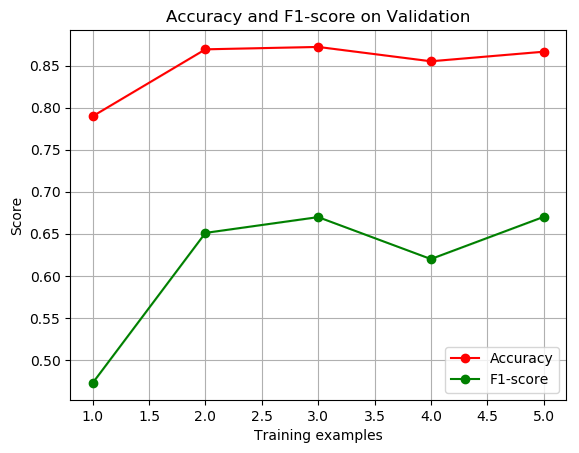 Accuracy and F1-score on Validation
0.85
0.80
0.75
0.70
0.65
0.60
0.55
0.50
Score
Accuracy
F1-score
1.0 1.5 2.0 2.5 3.0 3.5 4.0 4.5 5.0
Training examples